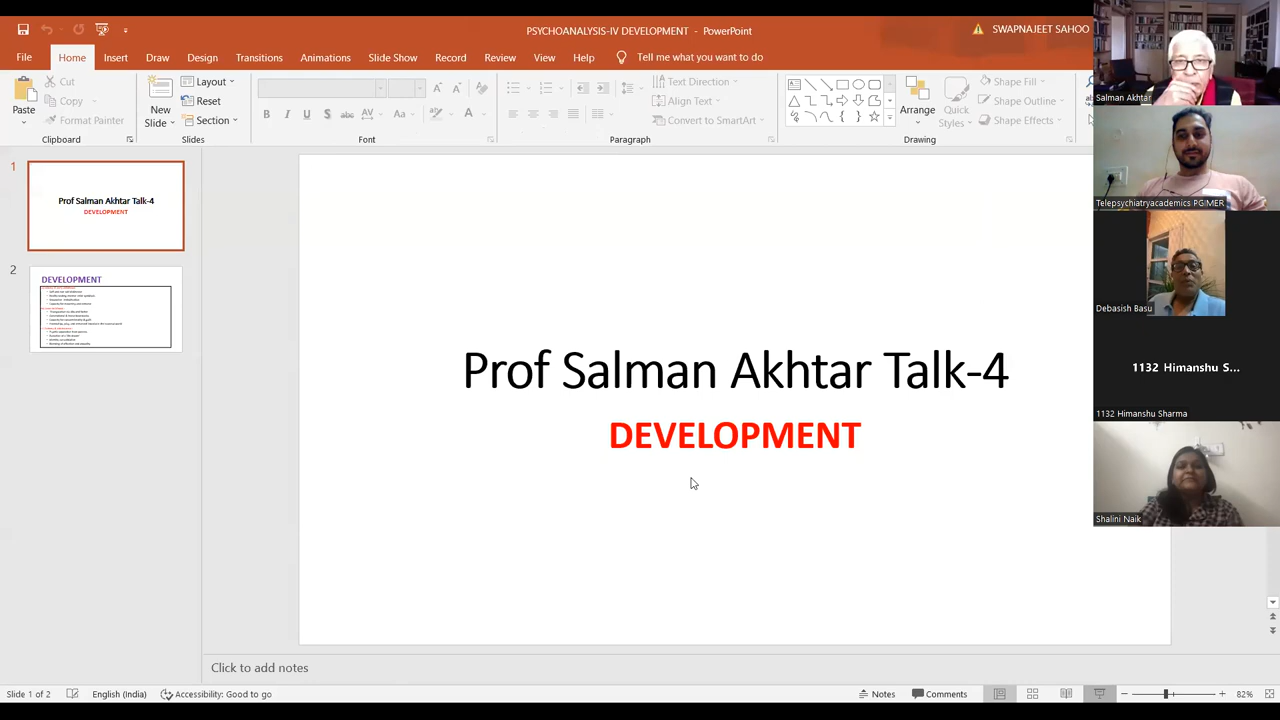 PSYCHOANALYSIS-IV DEVELOPMENT - PowerPoint
SWAPNAJEET SAHOO
File Home Insert Draw Design Transitions Animations Slide Show Record Review View Help Tell me what you want to do
Paste
Cut
Copy
Format Painter
Clipboard
New Slide
Layout
Reset
Section
Slides
Font
Text Direction
Align Text
Convert to SmartArt
Paragraph
Arrange
Quick Styles
Shape Fill
Shape Outline
Shape Effects
Drawing
1
Prof Salman Akhtar Talk-4
DEVELOPMENT
2
DEVELOPMENT
Prof Salman Akhtar Talk-4
DEVELOPMENT
Salman Akhtar
Telepsychiatryacademics PGIMER
Debasish Basu
1132 Himanshu S...
1132 Himanshu Sharma
Shalini Naik
Click to add notes
Slide 1 of 2 English (India) Accessibility: Good to go Notes Comments 82%